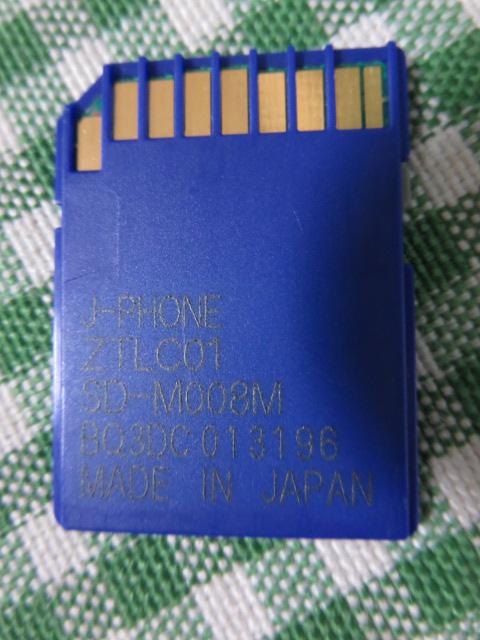 J-PHONE
ZTLC01
SD-M008M
BQ3DC013196
MADE IN JAPAN